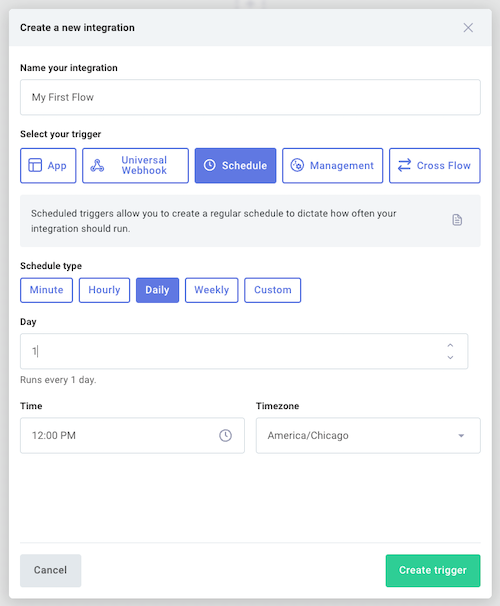 Create a new integration
Name your integration
My First Flow
Select your trigger
App
Universal
Webhook
Schedule
Management
Cross Flow
Scheduled triggers allow you to create a regular schedule to dictate how often your
integration should run.
Schedule type
Minute
Hourly
Daily
Weekly
Custom
Day
1
Runs every 1 day.
Time
Timezone
12:00 PM
America/Chicago
Cancel
Create trigger